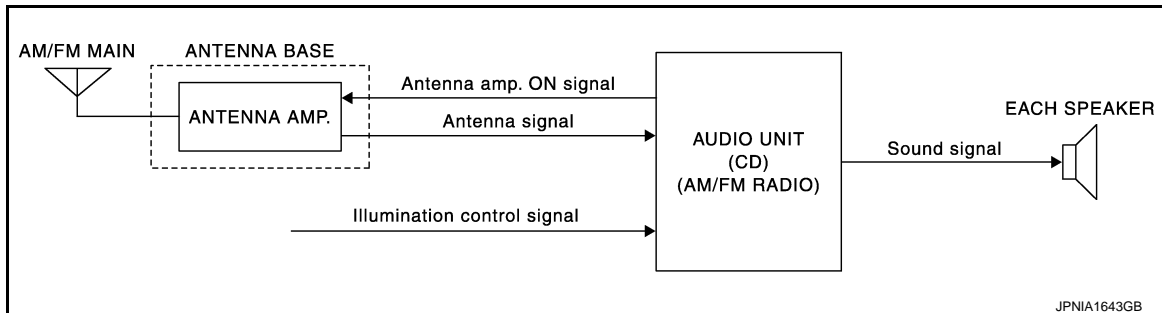 AM/FM MAIN
ANTENNA BASE
ANTENNA AMP.
Antenna amp. ON signal
Antenna signal
Illumination control signal
AUDIO UNIT
(CD)
(AM/FM RADIO)
Sound signal
EACH SPEAKER
JPNIA1643GB